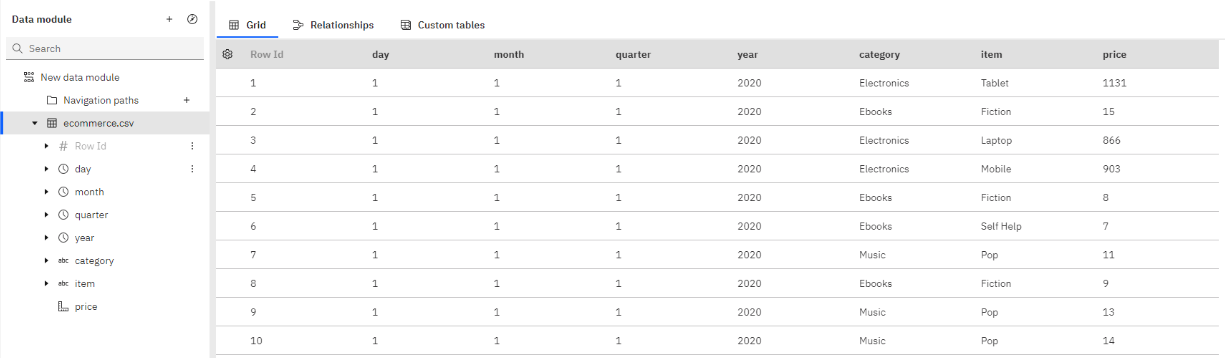 Data module
Search
New data module
Navigation paths
ecommerce.csv
# Row Id
day
month
quarter
year
abc category
abc item
price
Grid Relationships Custom tables
Row Id day month quarter year category item price
1 1 1 1 2020 Electronics Tablet 1131
2 1 1 1 2020 Ebooks Fiction 15
3 1 1 1 2020 Electronics Laptop 866
4 1 1 1 2020 Electronics Mobile 903
5 1 1 1 2020 Ebooks Fiction 8
6 1 1 1 2020 Ebooks Self Help 7
7 1 1 1 2020 Music Pop 11
8 1 1 1 2020 Ebooks Fiction 9
9 1 1 1 2020 Music Pop 13
10 1 1 1 2020 Music Pop 14